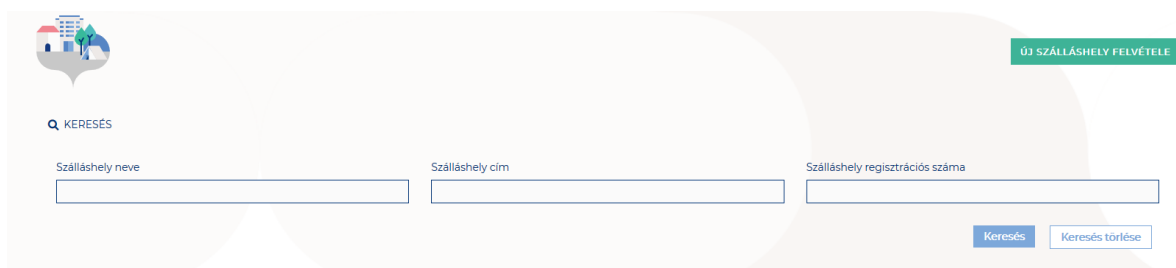 ÚJ SZÁLLÁSHELY FELVÉTELE
KERESÉS
Szálláshely neve
Szálláshely cím
Szálláshely regisztrációs száma
Keresés
Keresés törlése